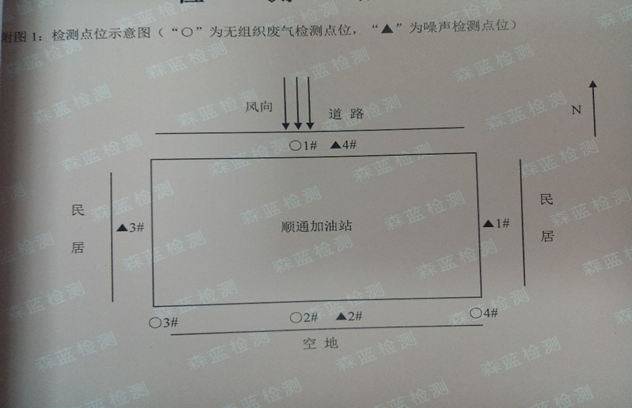 附图1：检测点位示意图（“○”为无组织废气检测点位，“▲”为噪声检测点位）
风向
道路
N
○1# ▲4#
民居
▲3#
顺通加油站
▲1#
民居
○3#
○2# ▲2#
○4#
空地
森蓝检测